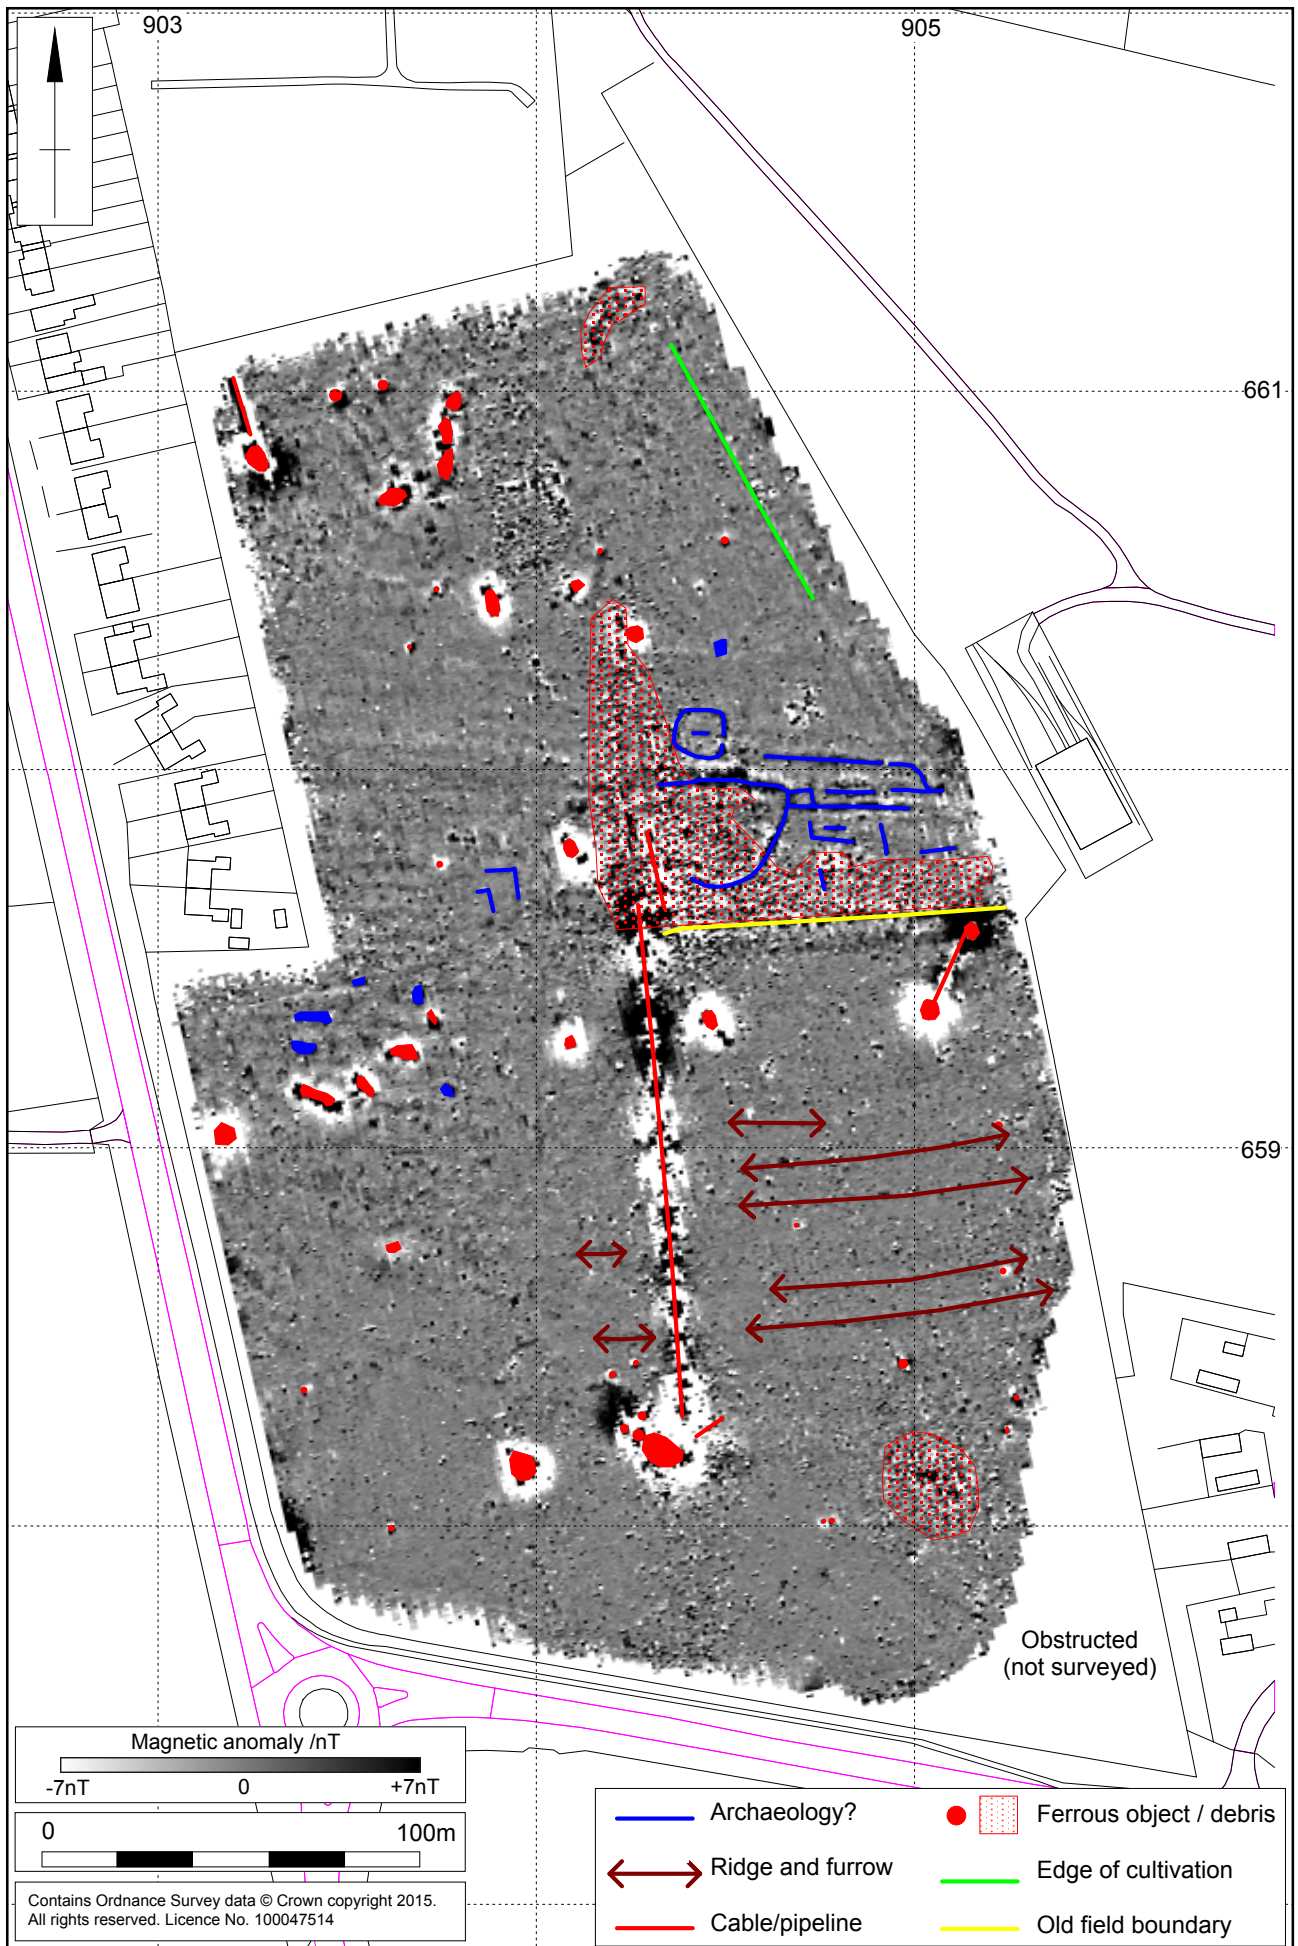 903
905
661
659
Obstructed
(not surveyed)
Magnetic anomaly /nT
-7nT 0 +7nT
0 100m
Contains Ordnance Survey data © Crown copyright 2015.
All rights reserved. Licence No. 100047514
Archaeology?
Ferrous object / debris
Ridge and furrow
Edge of cultivation
Cable/pipeline
Old field boundary